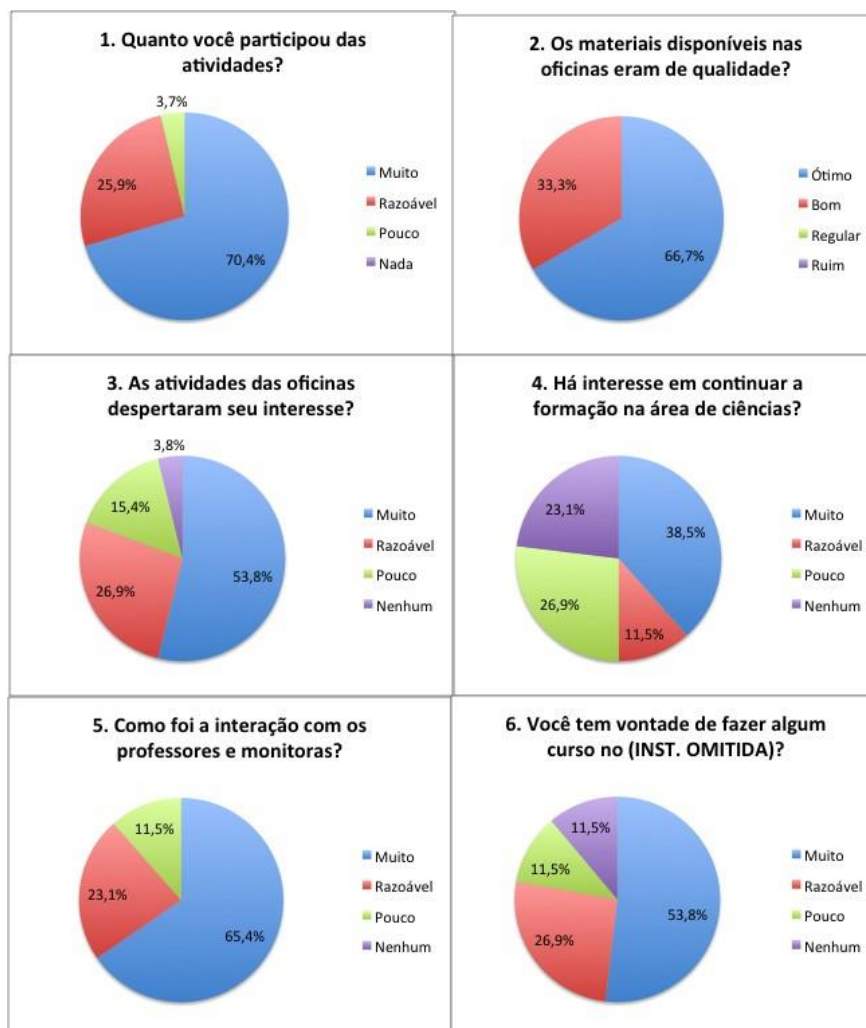 1. Quanto você participou das
atividades?
3,7%
25,9%
70,4%
Muito
Razoável
Pouco
Nada
2. Os materiais disponíveis nas
oficinas eram de qualidade?
33,3%
66,7%
Ótimo
Bom
Regular
Ruim
3. As atividades das oficinas
despertaram seu interesse?
3,8%
15,4%
26,9%
53,8%
Muito
Razoável
Pouco
Nenhum
4. Há interesse em continuar a
formação na área de ciências?
23,1%
38,5%
26,9%
11,5%
Muito
Razoável
Pouco
Nenhum
5. Como foi a interação com os
professores e monitoras?
11,5%
23,1%
65,4%
Muito
Razoável
Pouco
Nenhum
6. Você tem vontade de fazer algum
curso no (INST. OMITIDA)?
11,5%
11,5%
53,8%
26,9%
Muito
Razoável
Pouco
Nenhum